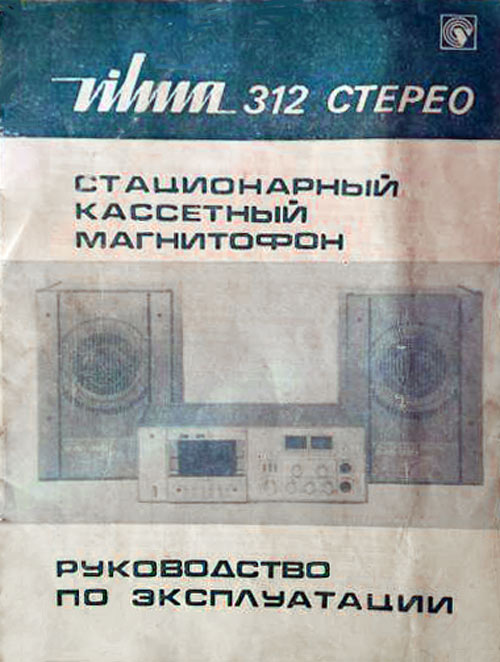 vilma 312 СТЕРЕО
СТАЦИОНАРНЫЙ
КАССЕТНЫЙ
МАГНИТОФОН
РУКОВОДСТВО
ПО ЭКСПЛУАТАЦИИ